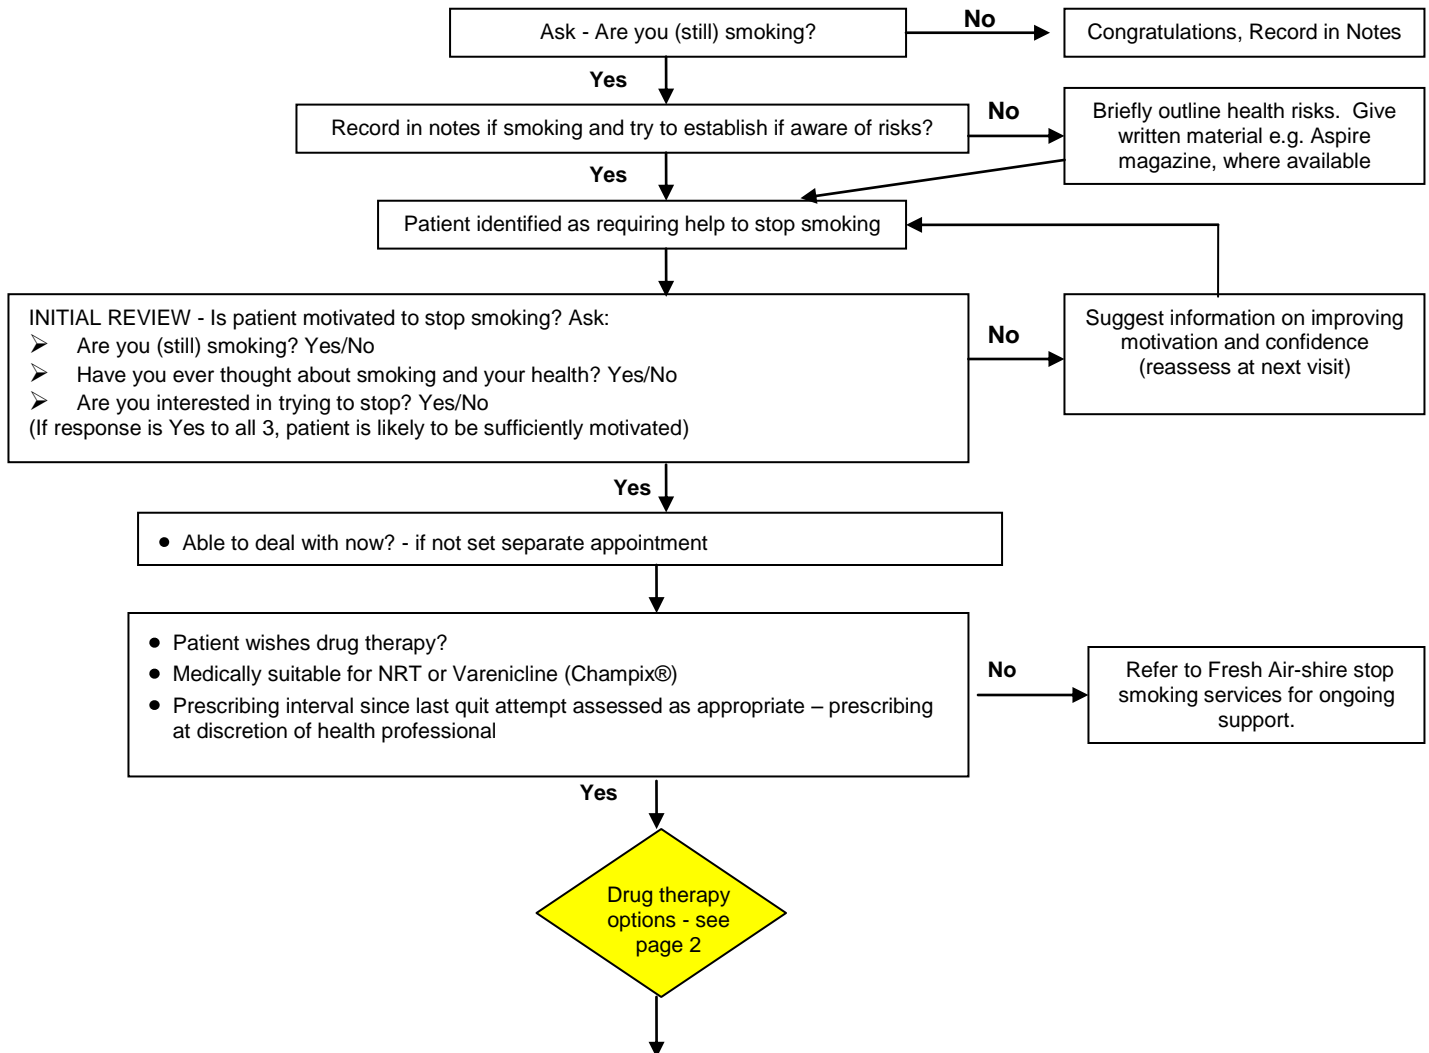 Ask - Are you (still) smoking?
No
Congratulations, Record in Notes
Yes
Record in notes if smoking and try to establish if aware of risks?
No
Briefly outline health risks.  Give
written material e.g. Aspire
magazine, where available
Yes
Patient identified as requiring help to stop smoking
INITIAL REVIEW - Is patient motivated to stop smoking? Ask:
➢ Are you (still) smoking? Yes/No
➢ Have you ever thought about smoking and your health? Yes/No
➢ Are you interested in trying to stop? Yes/No
(If response is Yes to all 3, patient is likely to be sufficiently motivated)
No
Suggest information on improving
motivation and confidence
(reassess at next visit)
Yes
• Able to deal with now? - if not set separate appointment
• Patient wishes drug therapy?
• Medically suitable for NRT or Varenicline (Champix®)
• Prescribing interval since last quit attempt assessed as appropriate – prescribing
at discretion of health professional
No
Refer to Fresh Air-shire stop
smoking services for ongoing
support.
Yes
Drug therapy
options - see
page 2